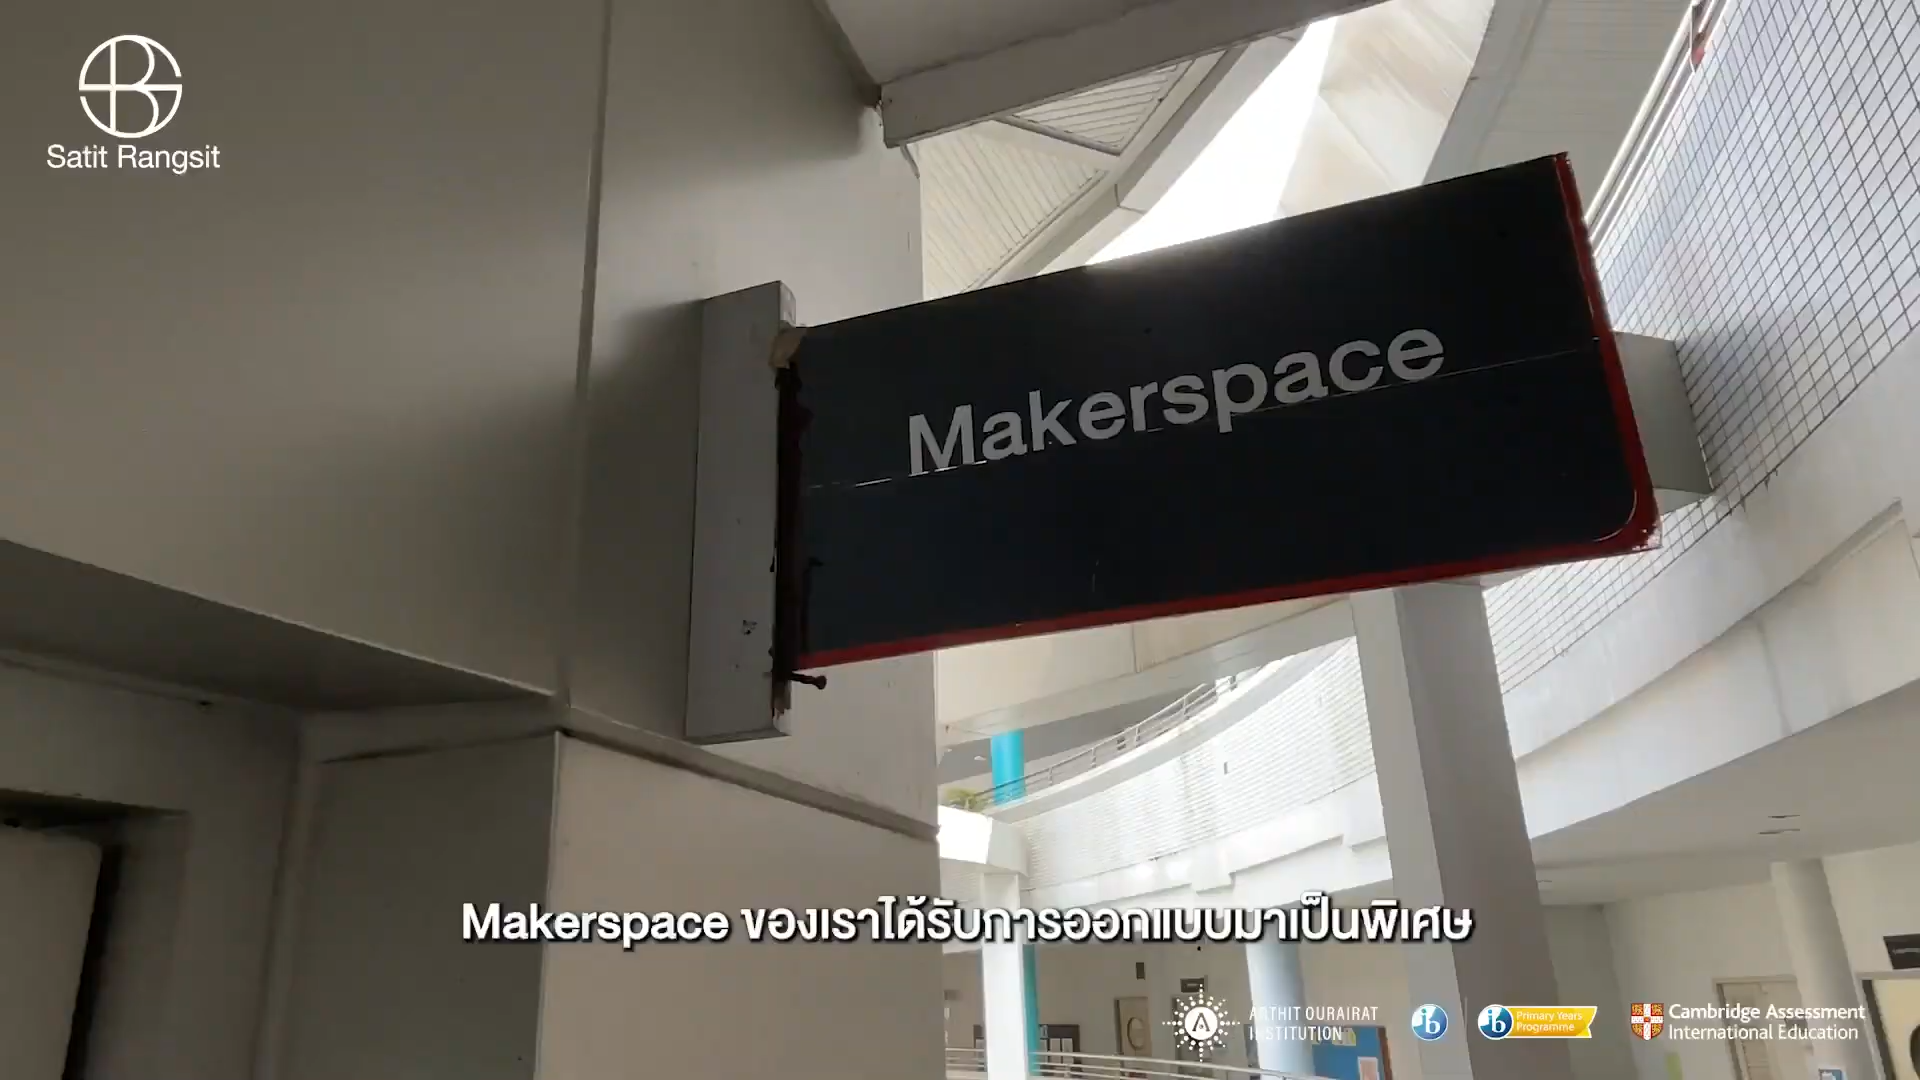 Satit Rangsit
Makerspace
Makerspace ของเราได้รับการออกแบบมาเป็นพิเศษ
ARTHIT OURAIRAT
INSTITUTION
Primary Years
Programme
Cambridge Assessment
International Education